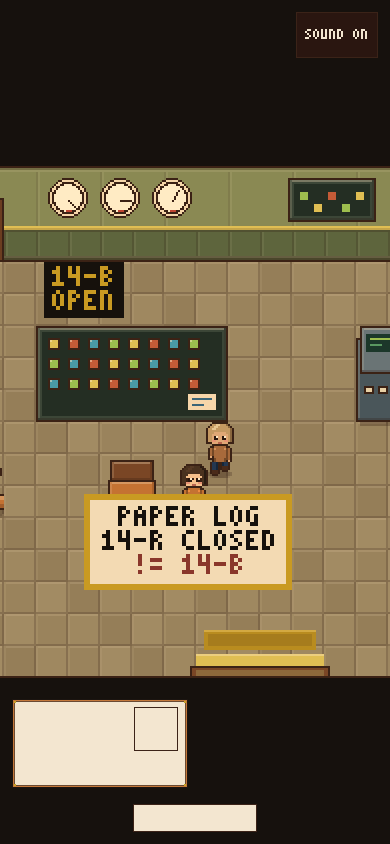 SOUND ON
14-B
OPEN
PAPER LOG
14-R CLOSED
!= 14-B